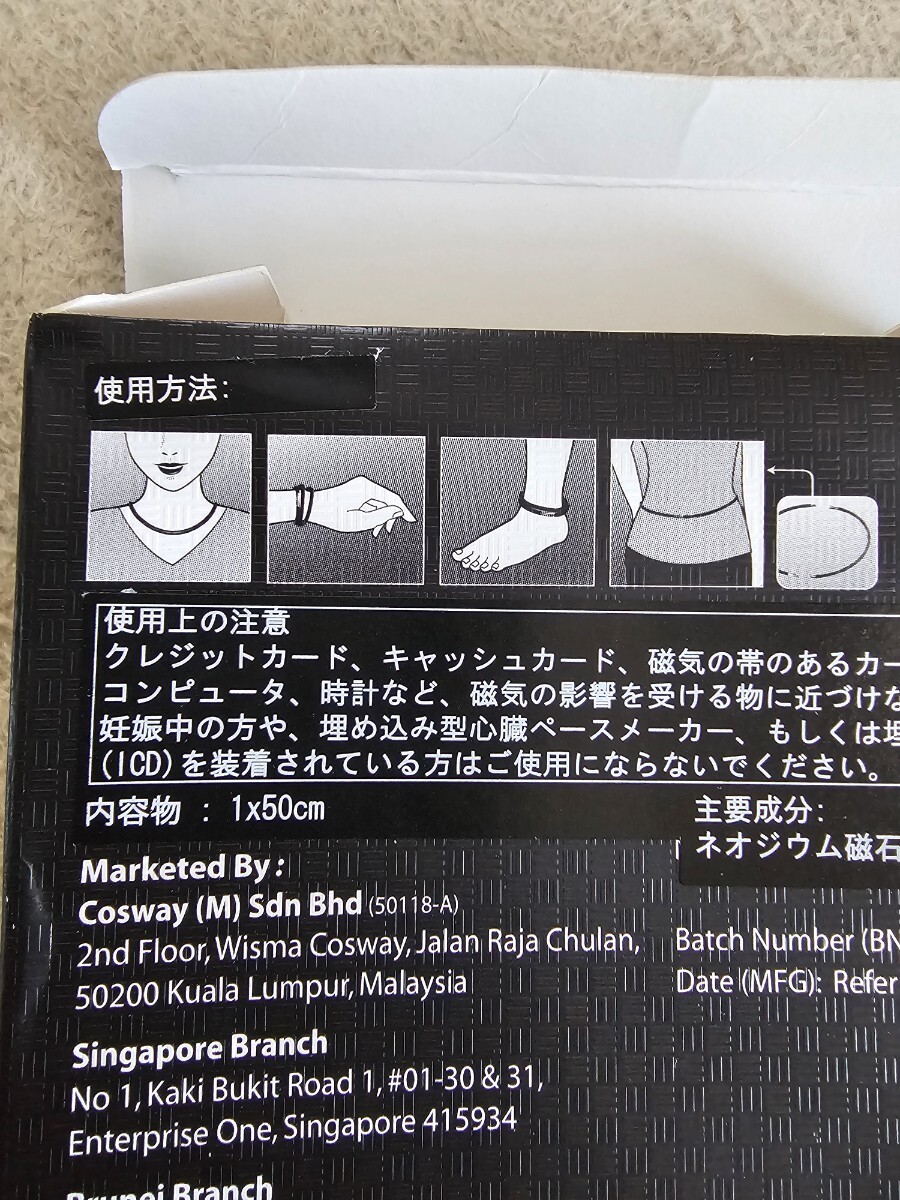 使用方法:
使用上の注意
クレジットカード、キャッシュカード、磁気の帯のあるカー
コンピュータ、時計など、磁気の影響を受ける物に近づけな
妊娠中の方や、埋め込み型心臓ペースメーカー、もしくは埋
(ICD)を装着されている方はご使用にならないでください。
内容物 : 1x50cm
主要成分:
ネオジウム磁石
Marketed By:
Cosway (M) Sdn Bhd (50118-A)
2nd Floor, Wisma Cosway, Jalan Raja Chulan,
50200 Kuala Lumpur, Malaysia
Batch Number (BN
Date (MFG): Refer
Singapore Branch
No 1, Kaki Bukit Road 1, #01-30 & 31,
Enterprise One, Singapore 415934
Brunei Branch